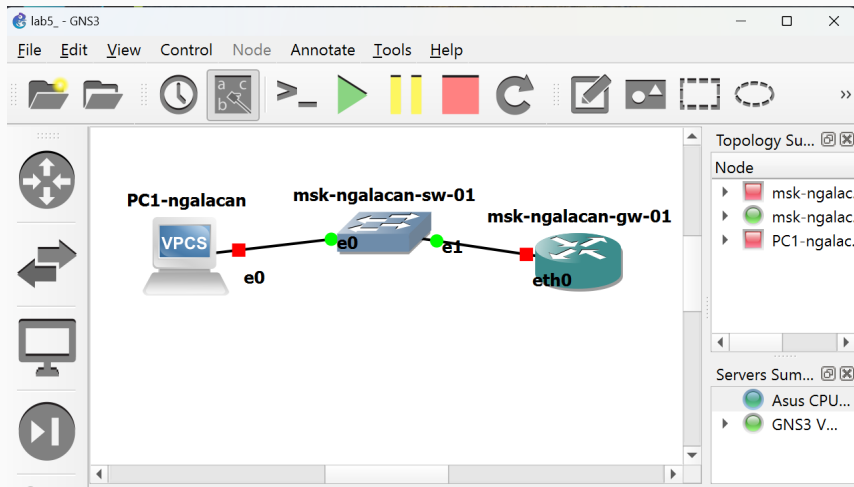 lab5_ - GNS3
File Edit View Control Node Annotate Tools Help
a c
b
>_
»
Topology Su...
Node
msk-ngalac.
msk-ngalac.
PC1-ngalac.
PC1-ngalacan
msk-ngalacan-sw-01
msk-ngalacan-gw-01
VPCS
e0
e1
e0
eth0
Servers Sum...
Asus CPU...
GNS3 V...